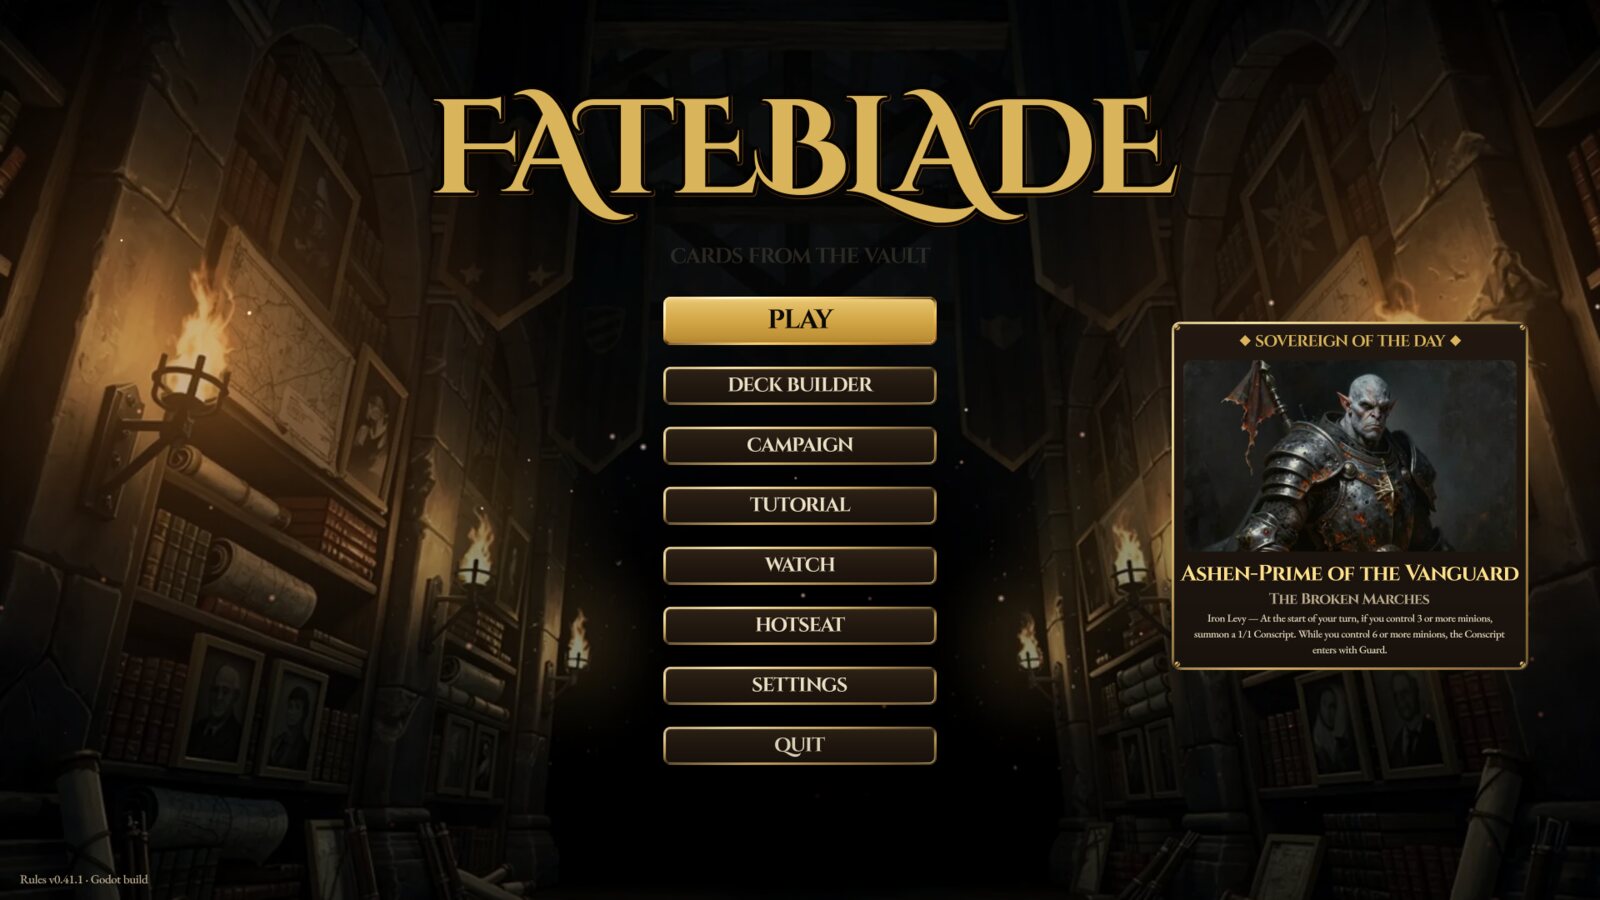 FATEBLADE
CARDS FROM THE VAULT
PLAY
DECK BUILDER
CAMPAIGN
TUTORIAL
WATCH
HOTSEAT
SETTINGS
QUIT
◆ SOVEREIGN OF THE DAY ◆
ASHEN-PRIME OF THE VANGUARD
THE BROKEN MARCHES
Iron Levy — At the start of your turn, if you control 3 or more minions,
summon a 1/1 Conscript. While you control 6 or more minions, the Conscript
enters with Guard.
Rules v0.41.1 · Godot build